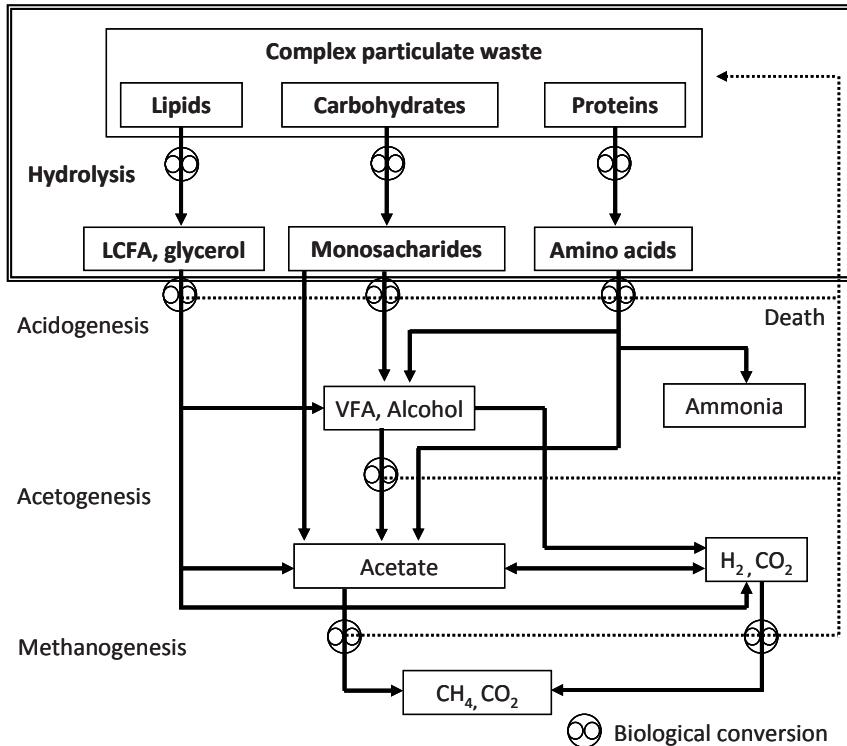 Complex particulate waste
Lipids
Carbohydrates
Proteins
Hydrolysis
LCFA, glycerol
Monosacharides
Amino acids
Acidogenesis
Death
VFA, Alcohol
Ammonia
Acetogenesis
Acetate
H₂, CO₂
Methanogenesis
CH₄, CO₂
Biological conversion